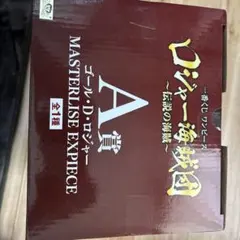 一番くじ ワンピース
ロジャー海賊団
～伝説の海賊～
A賞
ゴール・D・ロジャー
MASTERLISE EXPIECE
全1種